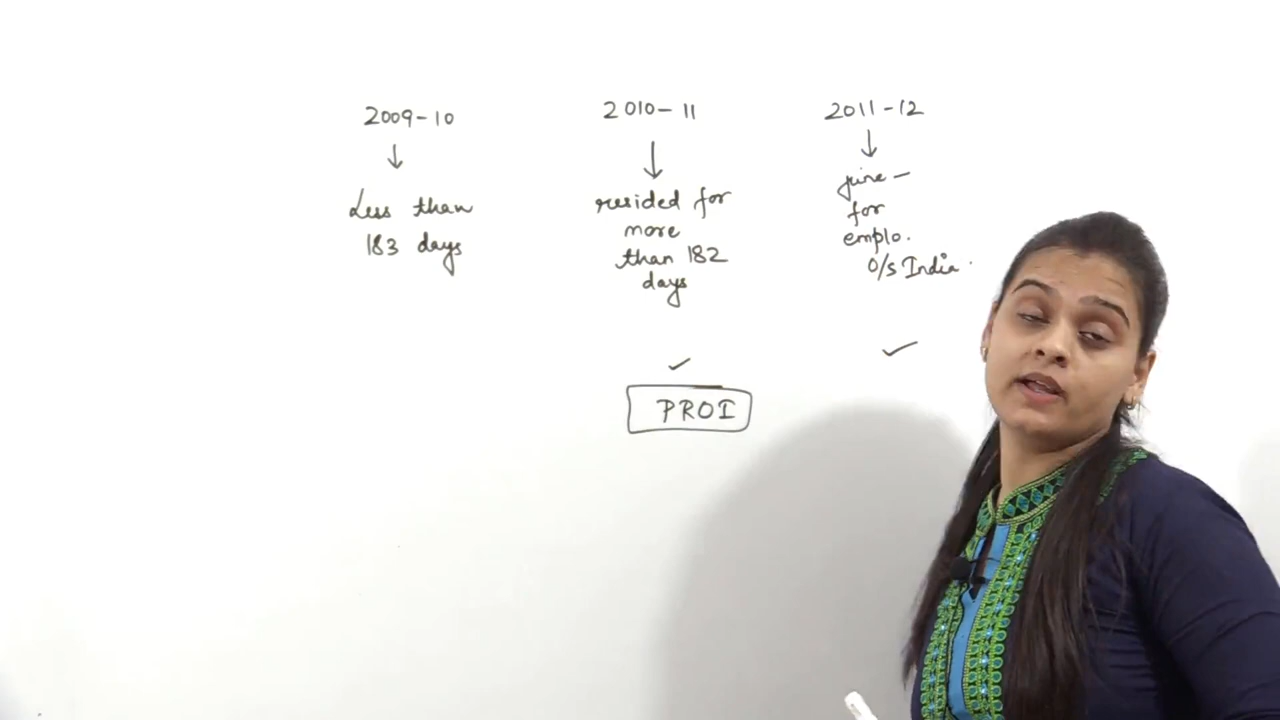 2009-10
Less than
183 days
2010-11
resided for
more
than 182
days
PROI
2011-12
june -
for
emplo.
O/S India.